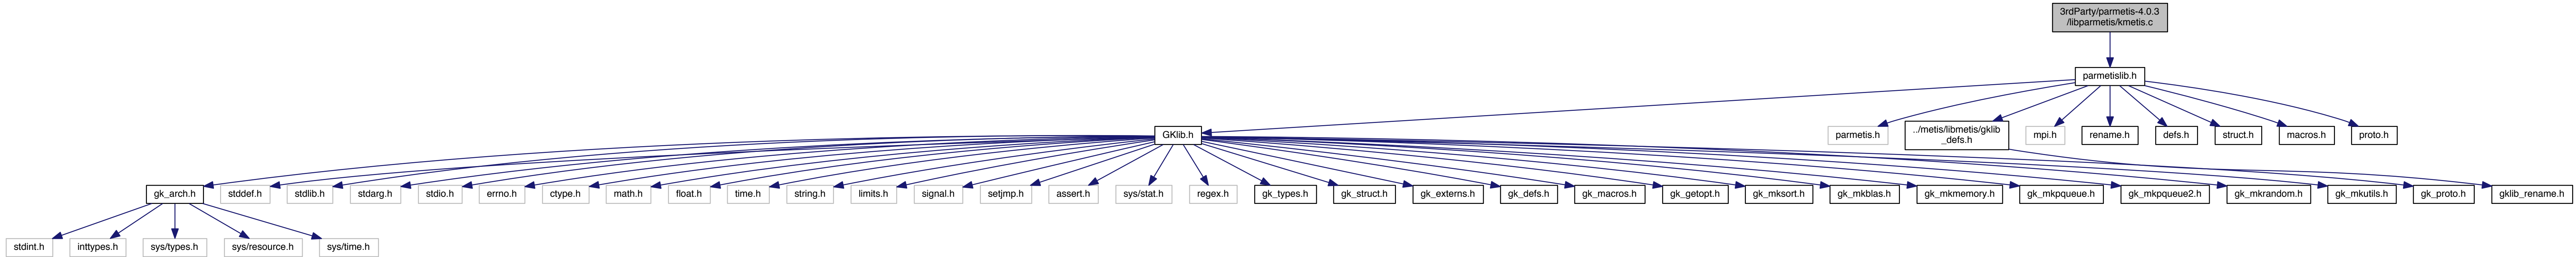 3rdParty/parmetis-4.0.3
/libparmetis/kmetis.c
parmetislib.h
GKlib.h
parmetis.h
../metis/libmetis/gklib
_defs.h
mpi.h
rename.h
defs.h
struct.h
macros.h
proto.h
gk_arch.h
stddef.h
stdlib.h
stdarg.h
stdio.h
errno.h
ctype.h
math.h
float.h
time.h
string.h
limits.h
signal.h
setjmp.h
assert.h
sys/stat.h
regex.h
gk_types.h
gk_struct.h
gk_externs.h
gk_defs.h
gk_macros.h
gk_getopt.h
gk_mksort.h
gk_mkblas.h
gk_mkmemory.h
gk_mkpqueue.h
gk_mkpqueue2.h
gk_mkrandom.h
gk_mkutils.h
gk_proto.h
gklib_rename.h
stdint.h
inttypes.h
sys/types.h
sys/resource.h
sys/time.h